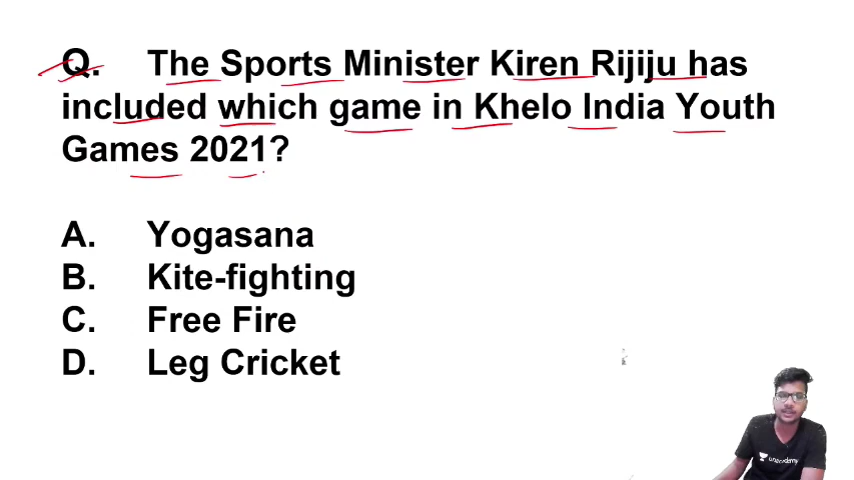 Q. The Sports Minister Kiren Rijiju has
included which game in Khelo India Youth
Games 2021?
A. Yogasana
B. Kite-fighting
C. Free Fire
D. Leg Cricket
unacademy